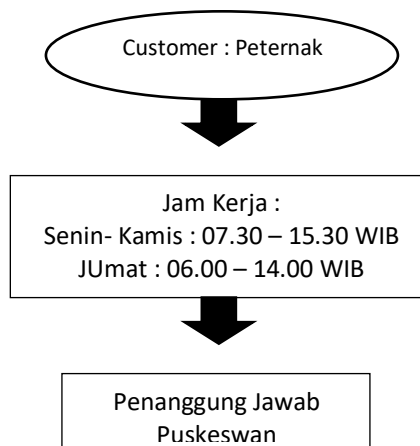 Customer : Peternak
Jam Kerja :
Senin- Kamis : 07.30 – 15.30 WIB
JUmat : 06.00 – 14.00 WIB
Penanggung Jawab
Puskeswan